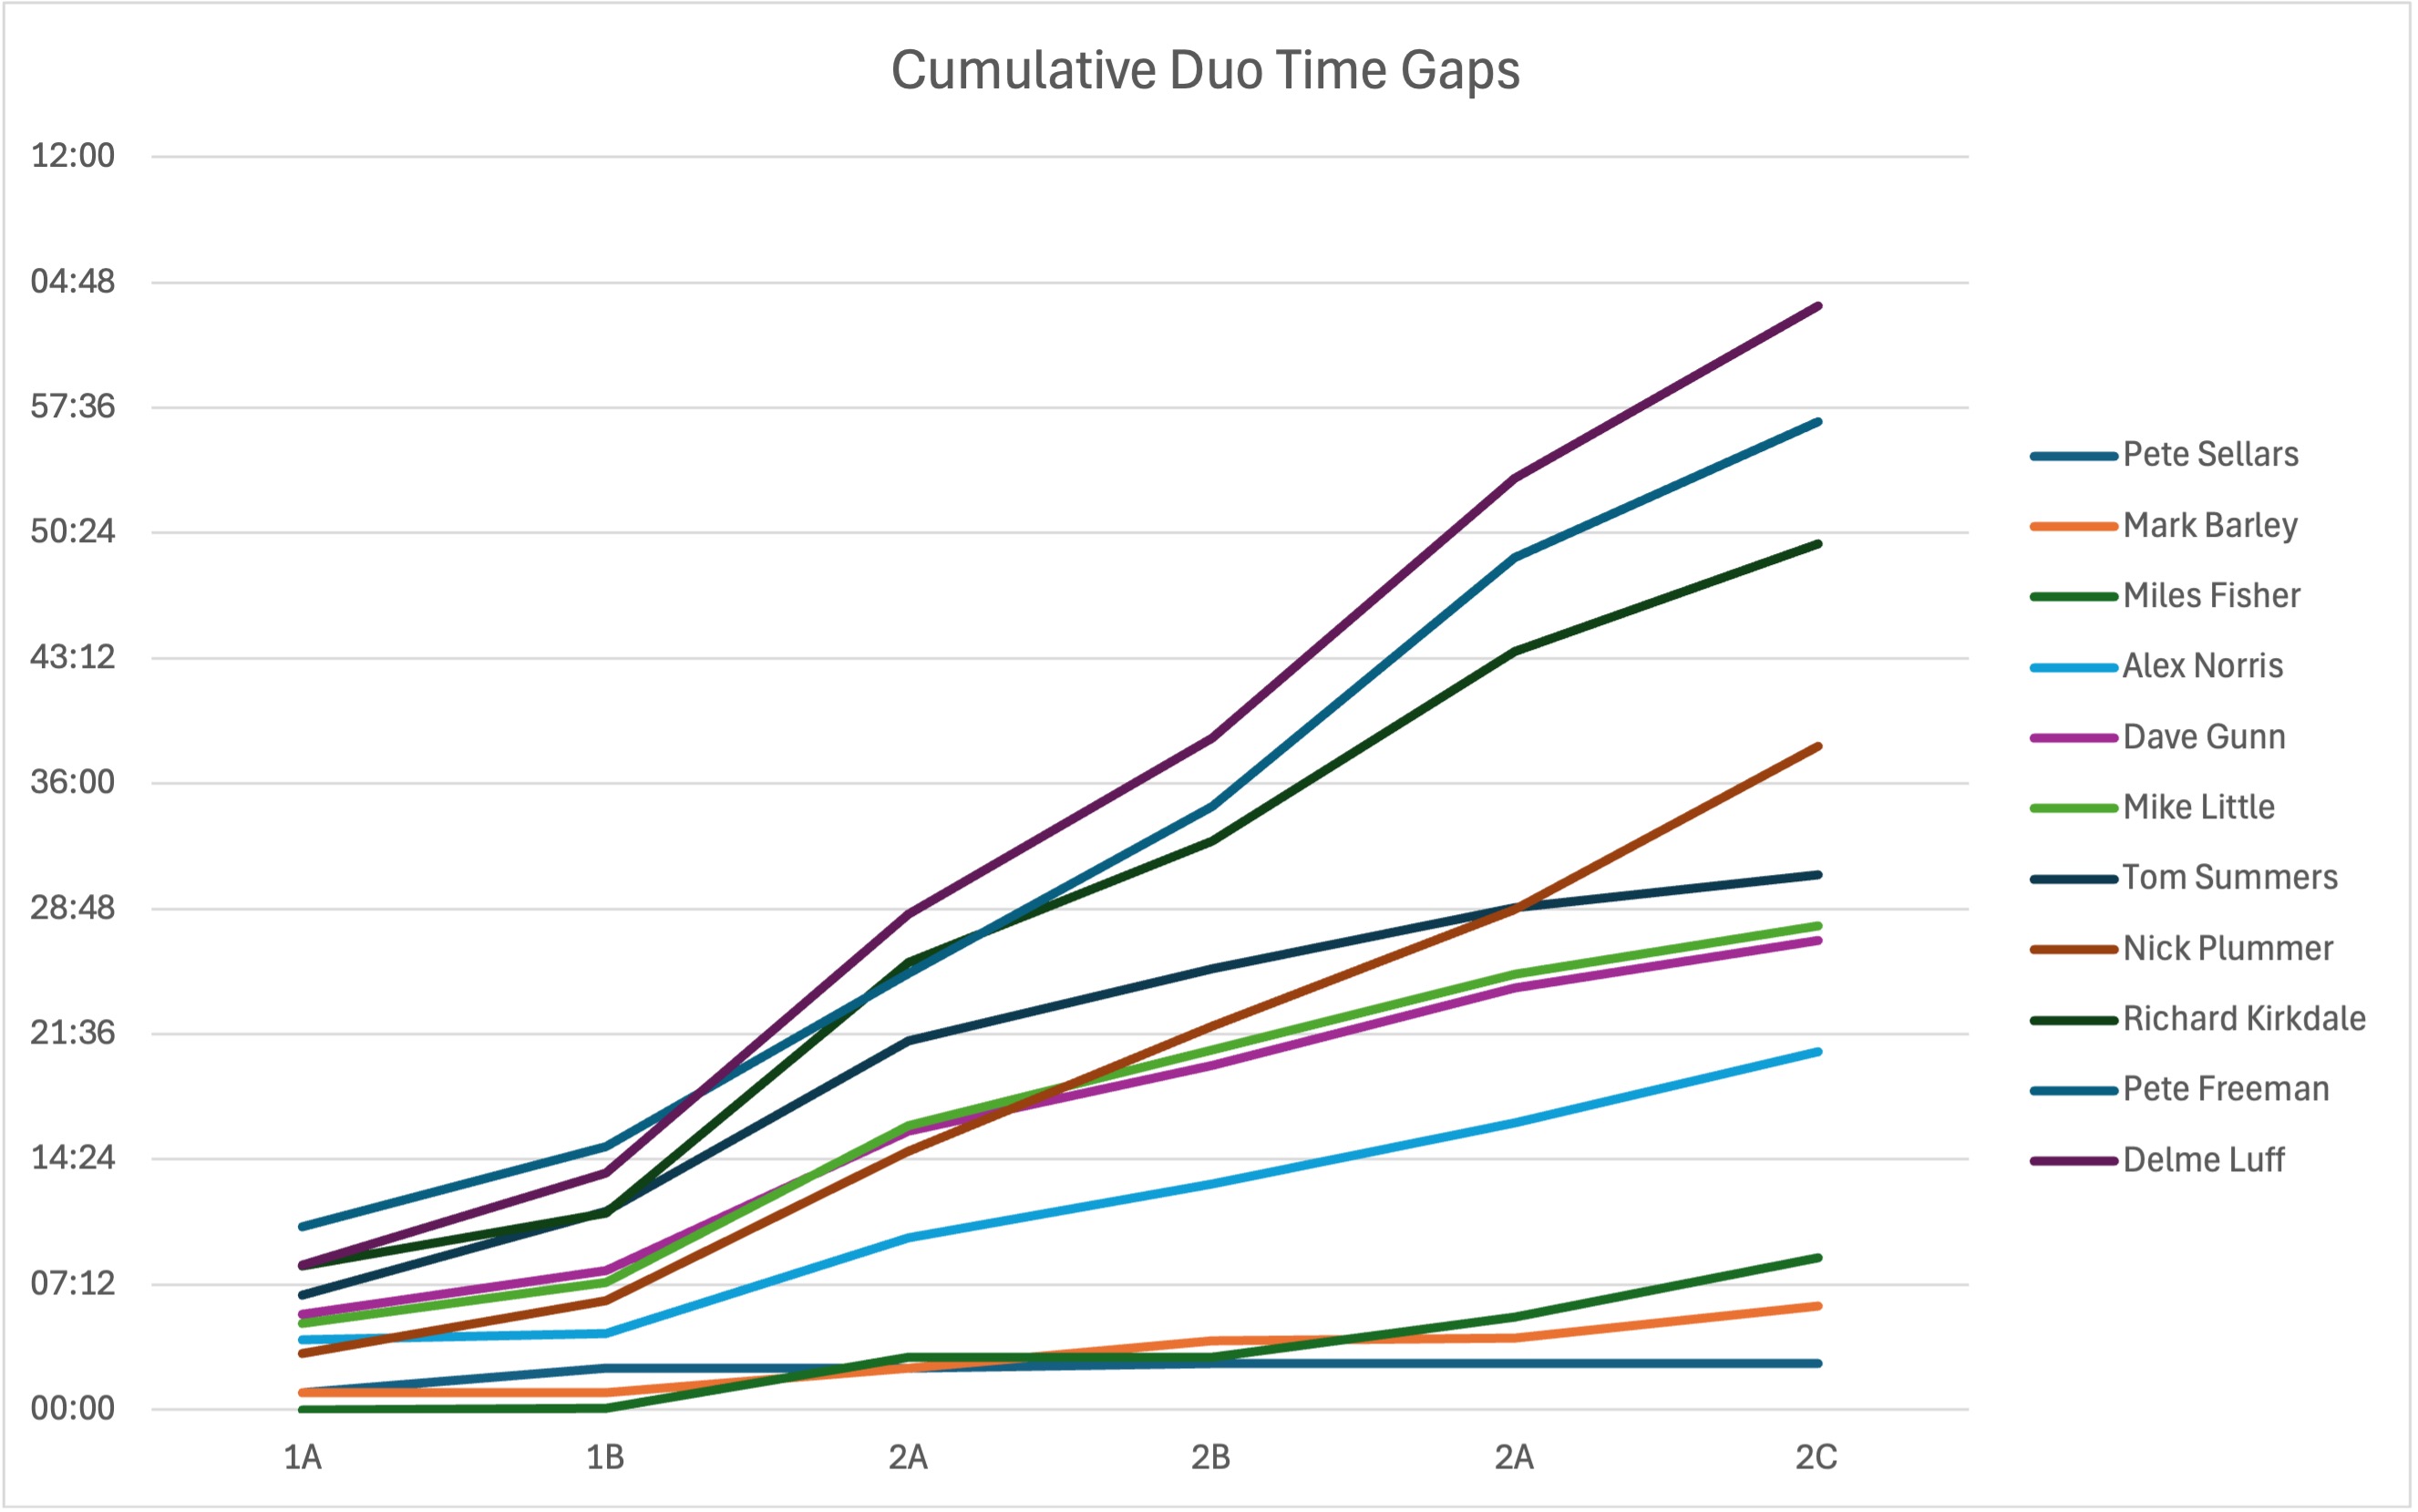 Cumulative Duo Time Gaps
12:00
04:48
57:36
50:24
43:12
36:00
28:48
21:36
14:24
07:12
00:00
1A 1B 2A 2B 2A 2C
Pete Sellars
Mark Barley
Miles Fisher
Alex Norris
Dave Gunn
Mike Little
Tom Summers
Nick Plummer
Richard Kirkdale
Pete Freeman
Delme Luff